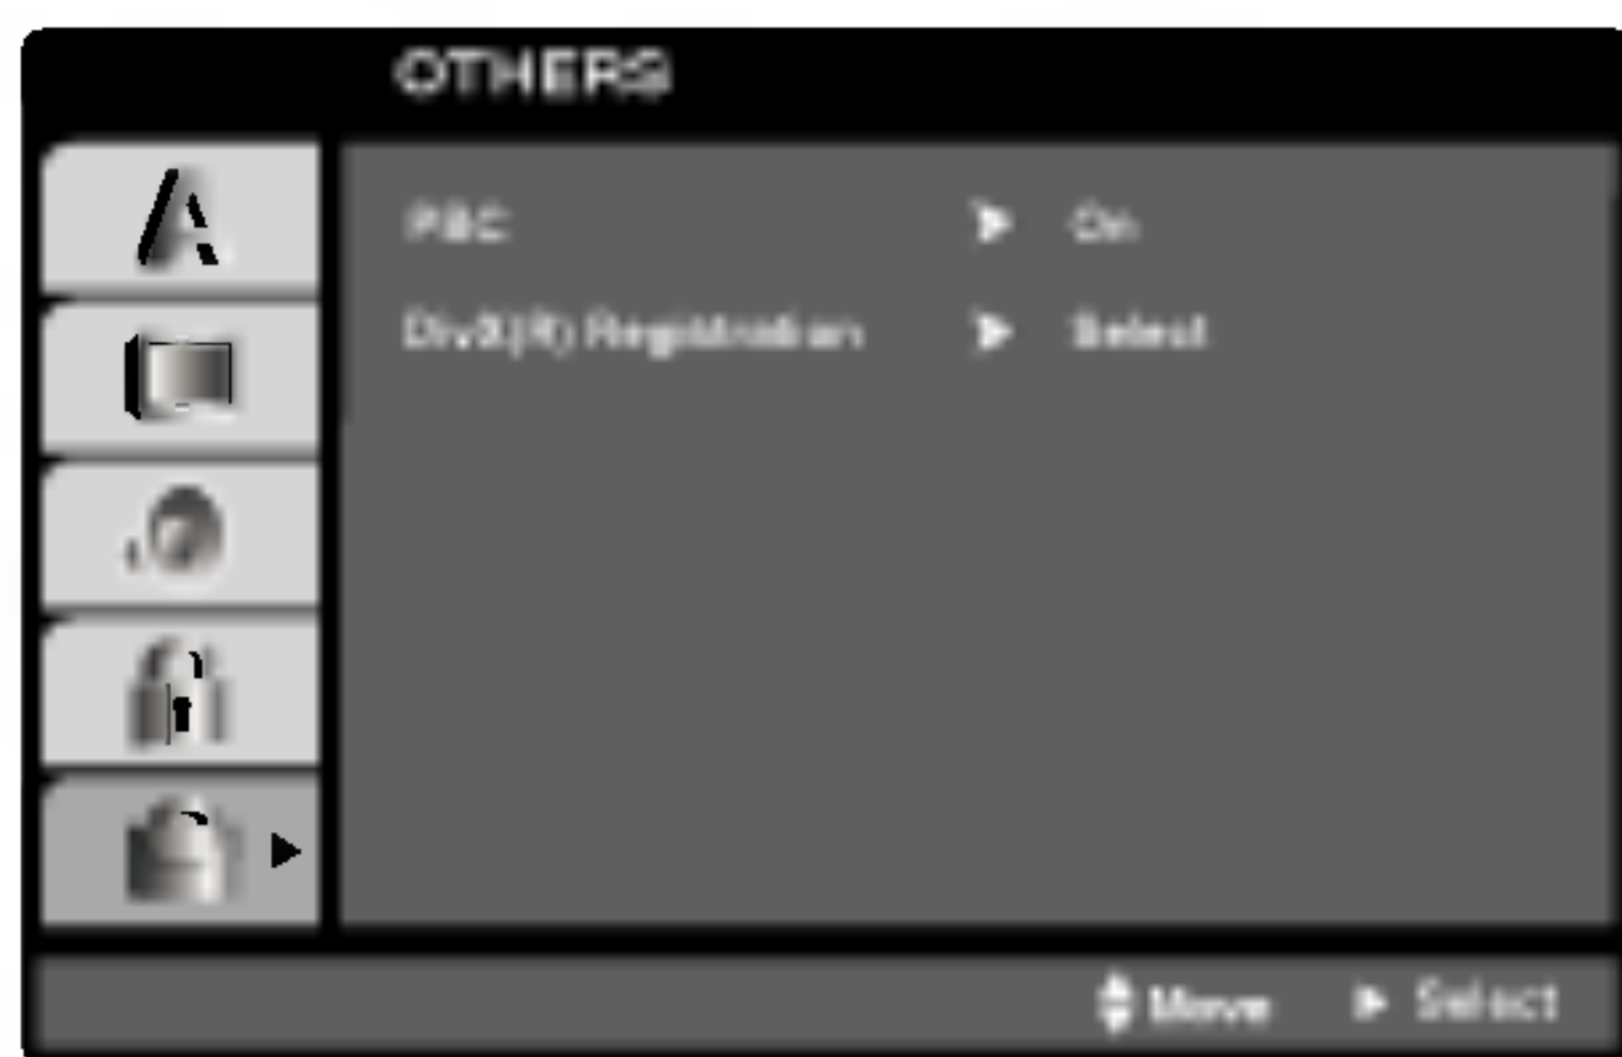 OTHERS
PBC ► On
DivX(R) Registration ► Select
Move ► Select